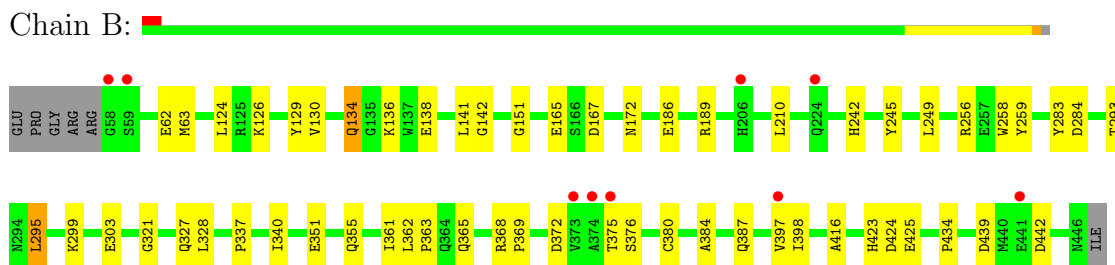 Chain B:
GLU PRO GLY ARG ARG G58 S59 E62 M63 L124 R125 K126 Y129 V130 Q134 G135 K136 W137 E138 L141 G142 G151 E165 S166 D167 N172 E186 R189 H206 L210 Q224 H242 Y245 L249 R256 E257 W258 Y259 Y283 D284 T293
N294 L295 K299 E303 G321 Q327 L328 P337 I340 E351 Q355 I361 L362 P363 Q364 Q365 R368 P369 D372 V373 A374 T375 S376 C380 A384 Q387 V397 I398 A416 H423 D424 E425 P434 D439 M440 E441 D442 N446 ILE